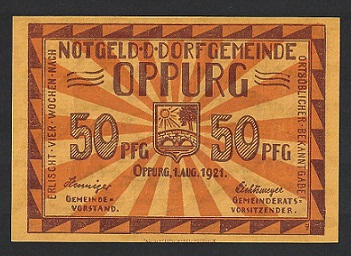 NOTGELD·D·DORFGEMEINDE
OPPURG
ERLISCHT·VIER·WOCHEN·NACH
ORTSÜBLICHER·BEKANNTGABE
50 PFG
50 PFG
OPPURG, 1. AUG. 1921.
GEMEINDE-
VORSTAND.
GEMEINDERATS-
VORSITZENDER.